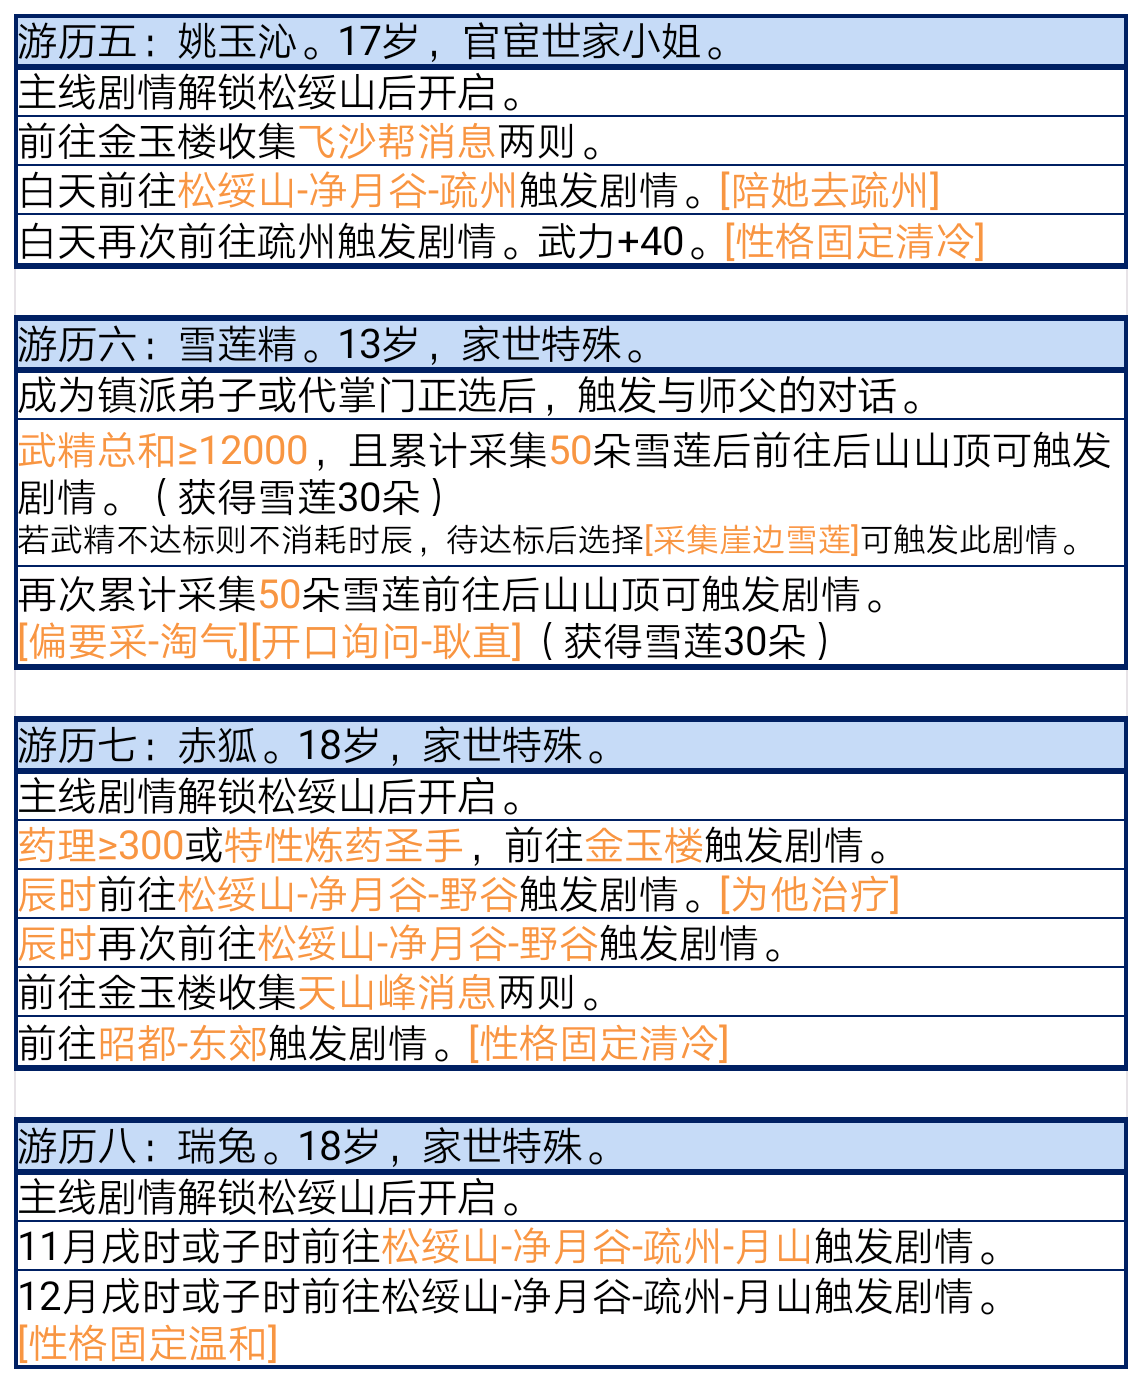 游历五：姚玉沁。17岁，官宦世家小姐。
主线剧情解锁松绥山后开启。
前往金玉楼收集飞沙帮消息两则。
白天前往松绥山-净月谷-疏州触发剧情。[陪她去疏州]
白天再次前往疏州触发剧情。武力+40。[性格固定清冷]
游历六：雪莲精。13岁，家世特殊。
成为镇派弟子或代掌门正选后，触发与师父的对话。
武精总和≥12000，且累计采集50朵雪莲后前往后山山顶可触发
剧情。（获得雪莲30朵）
若武精不达标则不消耗时辰，待达标后选择[采集崖边雪莲]可触发此剧情。
再次累计采集50朵雪莲前往后山山顶可触发剧情。
[偏要采-淘气][开口询问-耿直]（获得雪莲30朵）
游历七：赤狐。18岁，家世特殊。
主线剧情解锁松绥山后开启。
药理≥300或特性炼药圣手，前往金玉楼触发剧情。
辰时前往松绥山-净月谷-野谷触发剧情。[为他治疗]
辰时再次前往松绥山-净月谷-野谷触发剧情。
前往金玉楼收集天山峰消息两则。
前往昭都-东郊触发剧情。[性格固定清冷]
游历八：瑞兔。18岁，家世特殊。
主线剧情解锁松绥山后开启。
11月戌时或子时前往松绥山-净月谷-疏州-月山触发剧情。
12月戌时或子时前往松绥山-净月谷-疏州-月山触发剧情。
[性格固定温和]